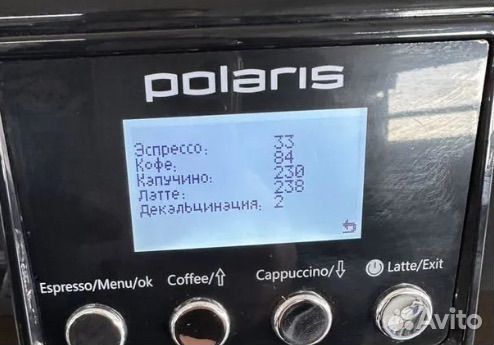 polaris
Эспрессо: 33
Кофе: 84
Капучино: 230
Латте: 238
Декальцинация: 2
Espresso/Menu/ok Coffee/⇧ Cappuccino/⇩ Latte/Exit
Avito